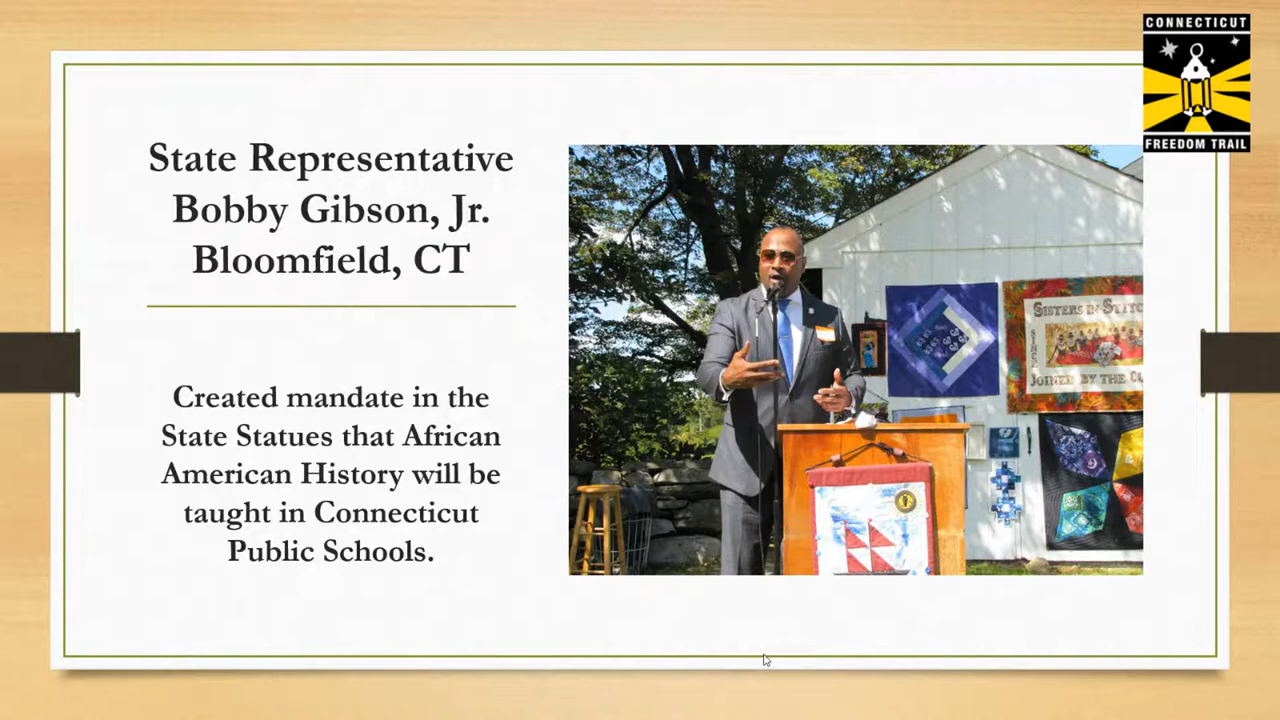 CONNECTICUT
FREEDOM TRAIL
State Representative
Bobby Gibson, Jr.
Bloomfield, CT
Created mandate in the
State Statues that African
American History will be
taught in Connecticut
Public Schools.
SISTERS IN STITC
JOINED BY THE CL